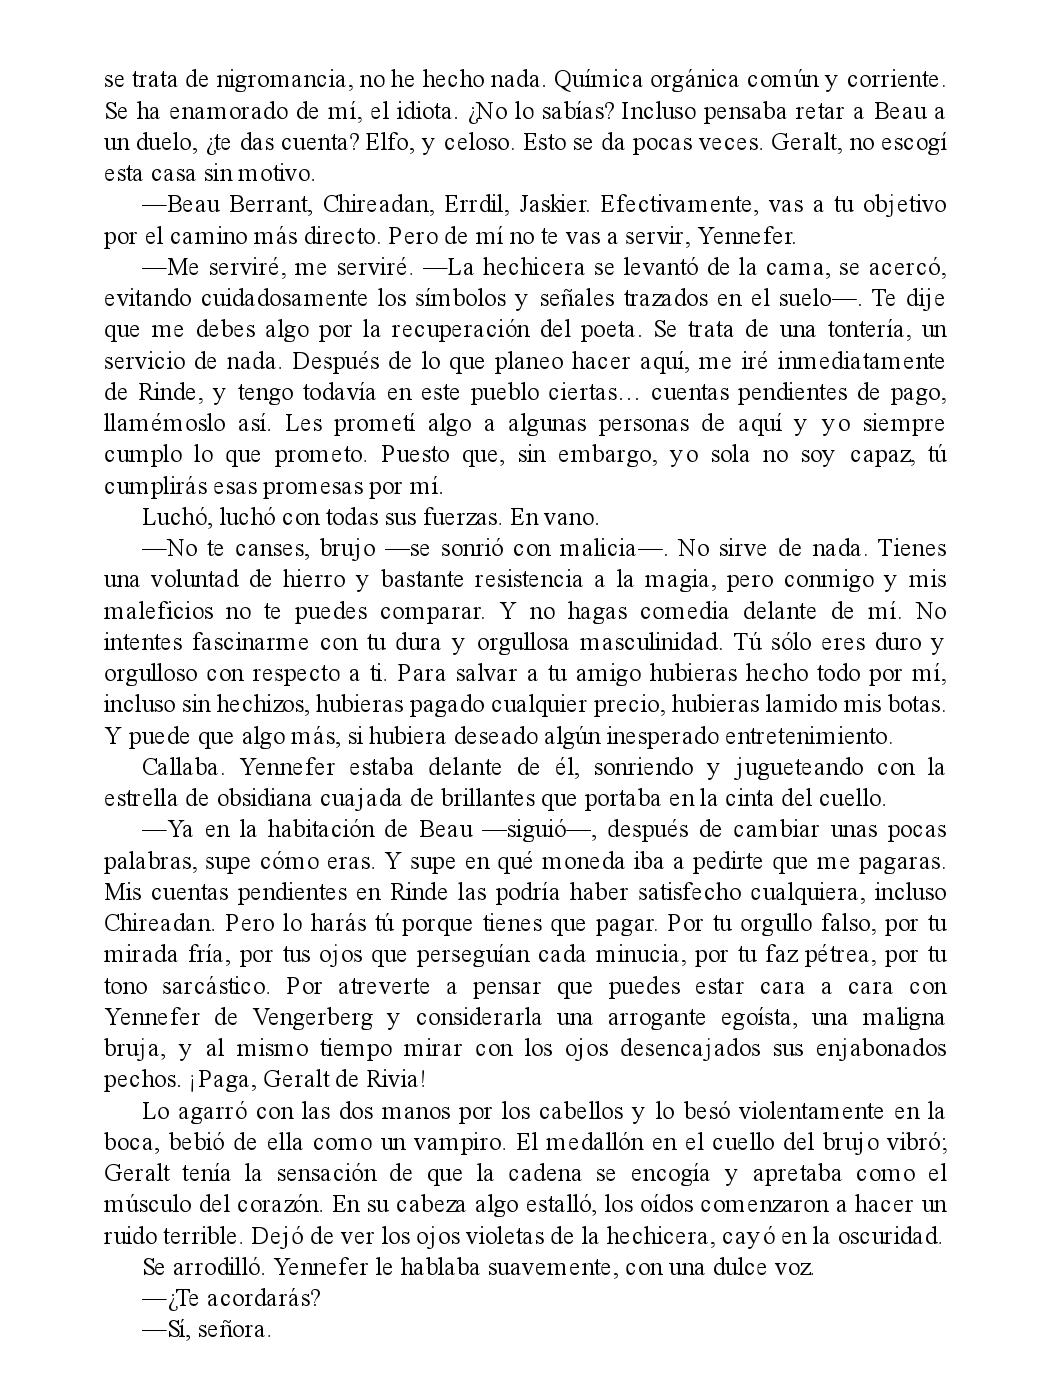 se trata de nigromancia, no he hecho nada. Química orgánica común y corriente.
Se ha enamorado de mí, el idiota. ¿No lo sabías? Incluso pensaba retar a Beau a
un duelo, ¿te das cuenta? Elfo, y celoso. Esto se da pocas veces. Geralt, no escogí
esta casa sin motivo.
—Beau Berrant, Chireadan, Errdil, Jaskier. Efectivamente, vas a tu objetivo
por el camino más directo. Pero de mí no te vas a servir, Yennefer.
—Me serviré, me serviré. —La hechicera se levantó de la cama, se acercó,
evitando cuidadosamente los símbolos y señales trazados en el suelo—. Te dije
que me debes algo por la recuperación del poeta. Se trata de una tontería, un
servicio de nada. Después de lo que planeo hacer aquí, me iré inmediatamente
de Rinde, y tengo todavía en este pueblo ciertas… cuentas pendientes de pago,
llamémoslo así. Les prometí algo a algunas personas de aquí y yo siempre
cumplo lo que prometo. Puesto que, sin embargo, yo sola no soy capaz, tú
cumplirás esas promesas por mí.
Luchó, luchó con todas sus fuerzas. En vano.
—No te canses, brujo —se sonrió con malicia—. No sirve de nada. Tienes
una voluntad de hierro y bastante resistencia a la magia, pero conmigo y mis
maleficios no te puedes comparar. Y no hagas comedia delante de mí. No
intentes fascinarme con tu dura y orgullosa masculinidad. Tú sólo eres duro y
orgulloso con respecto a ti. Para salvar a tu amigo hubieras hecho todo por mí,
incluso sin hechizos, hubieras pagado cualquier precio, hubieras lamido mis botas.
Y puede que algo más, si hubiera deseado algún inesperado entretenimiento.
Callaba. Yennefer estaba delante de él, sonriendo y jugueteando con la
estrella de obsidiana cuajada de brillantes que portaba en la cinta del cuello.
—Ya en la habitación de Beau —siguió—, después de cambiar unas pocas
palabras, supe cómo eras. Y supe en qué moneda iba a pedirte que me pagaras.
Mis cuentas pendientes en Rinde las podría haber satisfecho cualquiera, incluso
Chireadan. Pero lo harás tú porque tienes que pagar. Por tu orgullo falso, por tu
mirada fría, por tus ojos que perseguían cada minucia, por tu faz pétrea, por tu
tono sarcástico. Por atreverte a pensar que puedes estar cara a cara con
Yennefer de Vengerberg y considerarla una arrogante egoísta, una maligna
bruja, y al mismo tiempo mirar con los ojos desencajados sus enjabonados
pechos. ¡Paga, Geralt de Rivia!
Lo agarró con las dos manos por los cabellos y lo besó violentamente en la
boca, bebió de ella como un vampiro. El medallón en el cuello del brujo vibró;
Geralt tenía la sensación de que la cadena se encogía y apretaba como el
músculo del corazón. En su cabeza algo estalló, los oídos comenzaron a hacer un
ruido terrible. Dejó de ver los ojos violetas de la hechicera, cayó en la oscuridad.
Se arrodilló. Yennefer le hablaba suavemente, con una dulce voz.
—¿Te acordarás?
—Sí, señora.